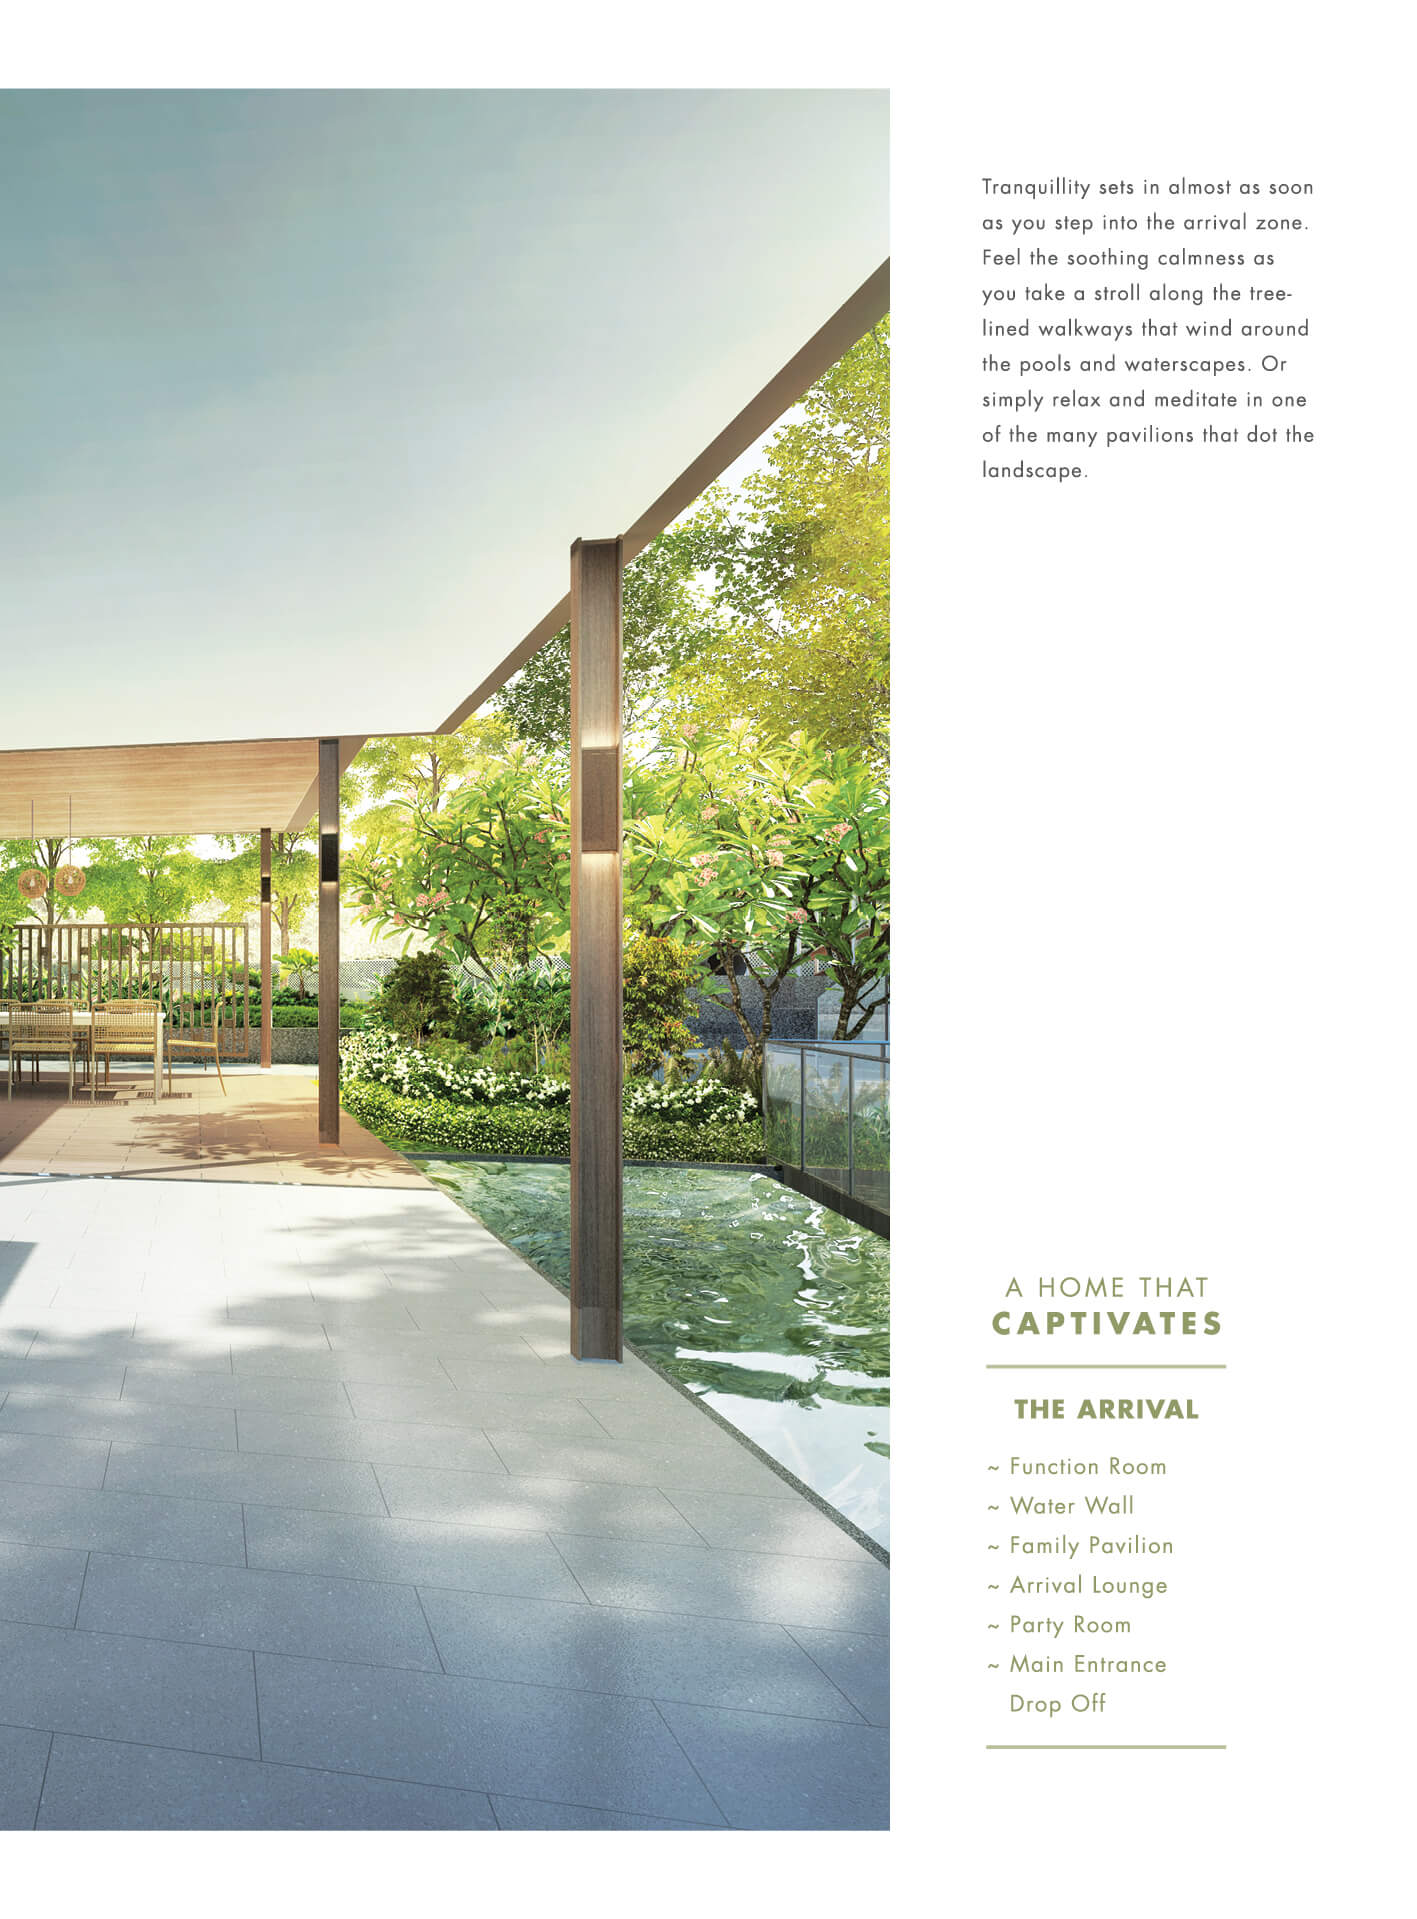 Tranquillity sets in almost as soon
as you step into the arrival zone.
Feel the soothing calmness as
you take a stroll along the tree-
lined walkways that wind around
the pools and waterscapes. Or
simply relax and meditate in one
of the many pavilions that dot the
landscape.
A HOME THAT
CAPTIVATES
THE ARRIVAL
~ Function Room
~ Water Wall
~ Family Pavilion
~ Arrival Lounge
~ Party Room
~ Main Entrance
Drop Off